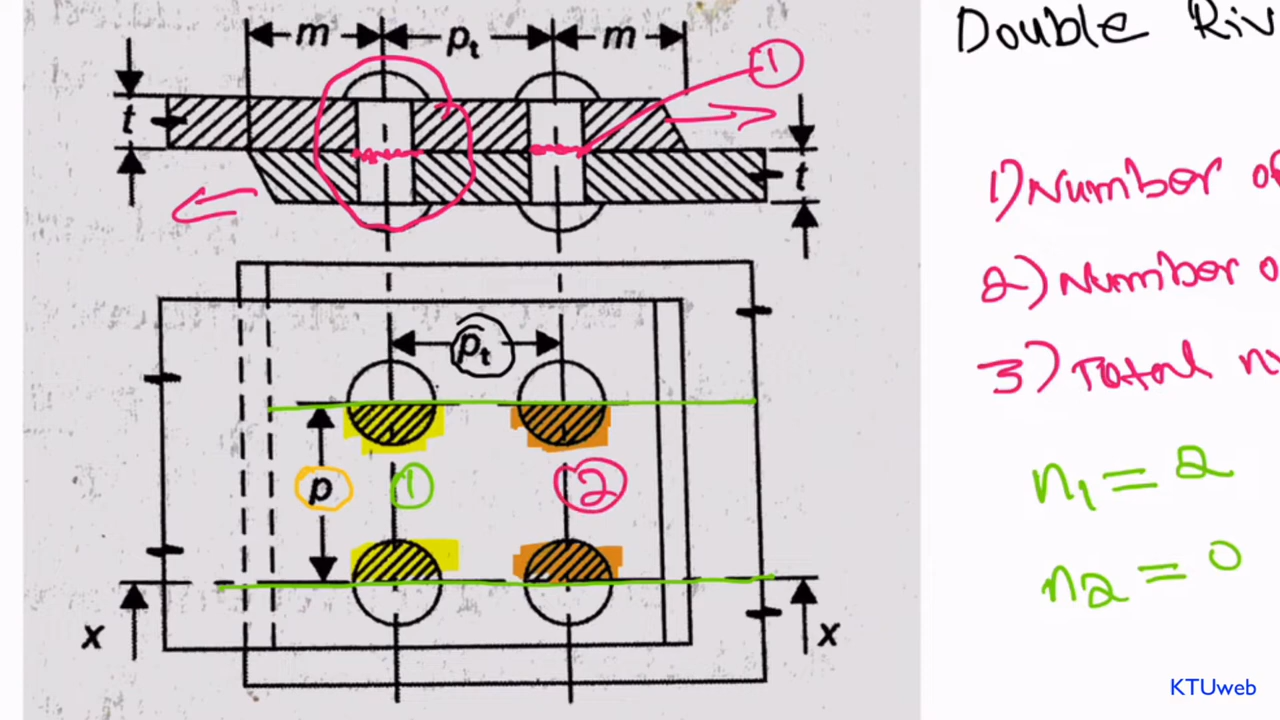 m pₜ m
①
t
t
pₜ
p
① ②
x x
Double Riv
1) Number of
2) Number o
3) Total n
n₁ = 2
n₂ = 0
KTUweb